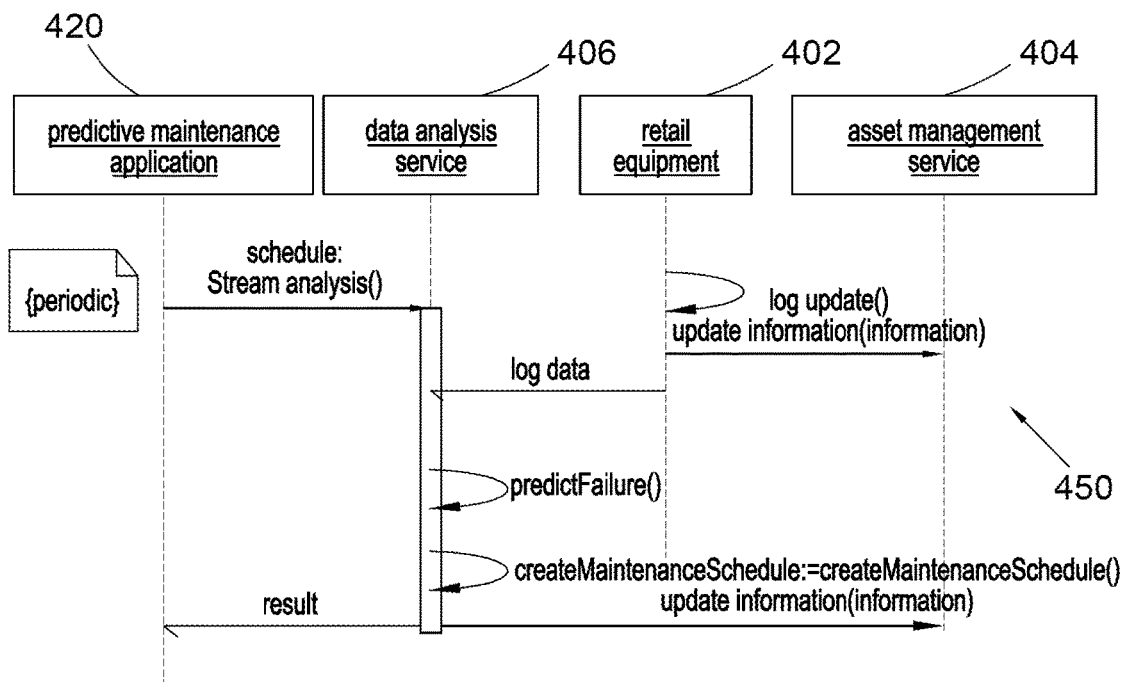 420
406
402
404
predictive maintenance
application
data analysis
service
retail
equipment
asset management
service
{periodic}
schedule:
Stream analysis()
log update()
update information(information)
log data
450
predictFailure()
createMaintenanceSchedule:=createMaintenanceSchedule()
result
update information(information)